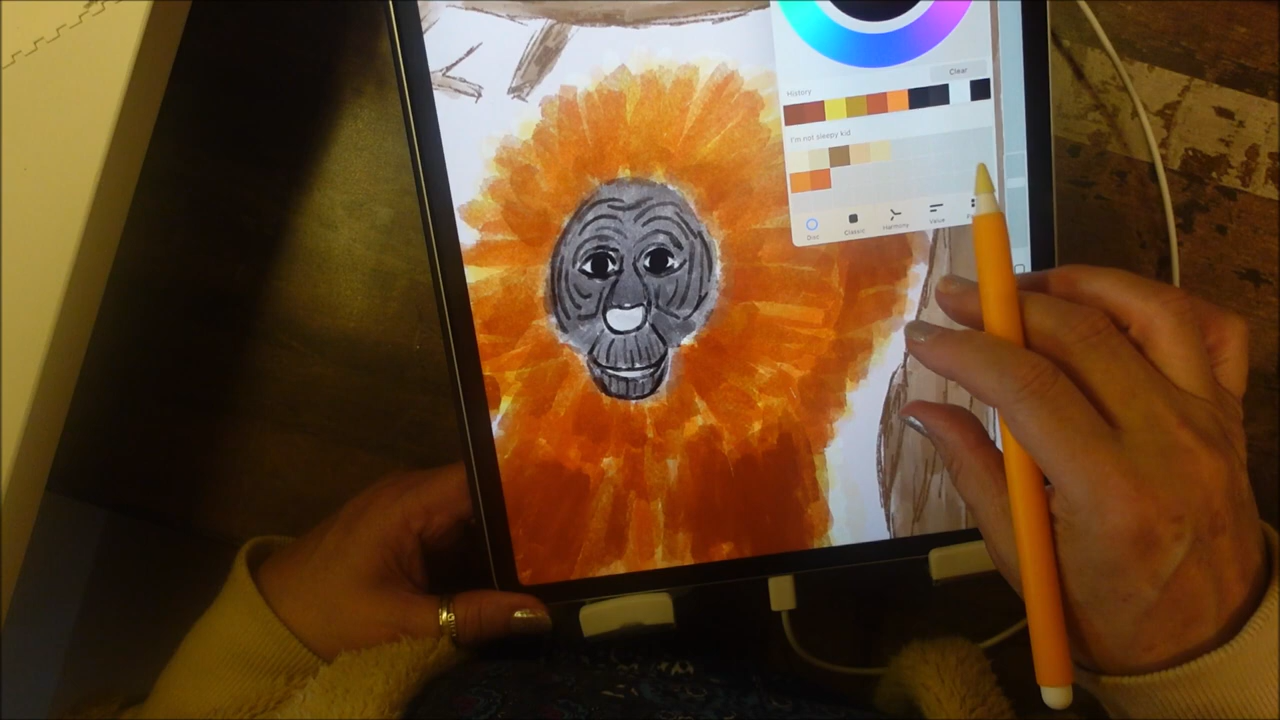 Clear
History
I'm not sleepy kid
Disc
Classic
Harmony
Value